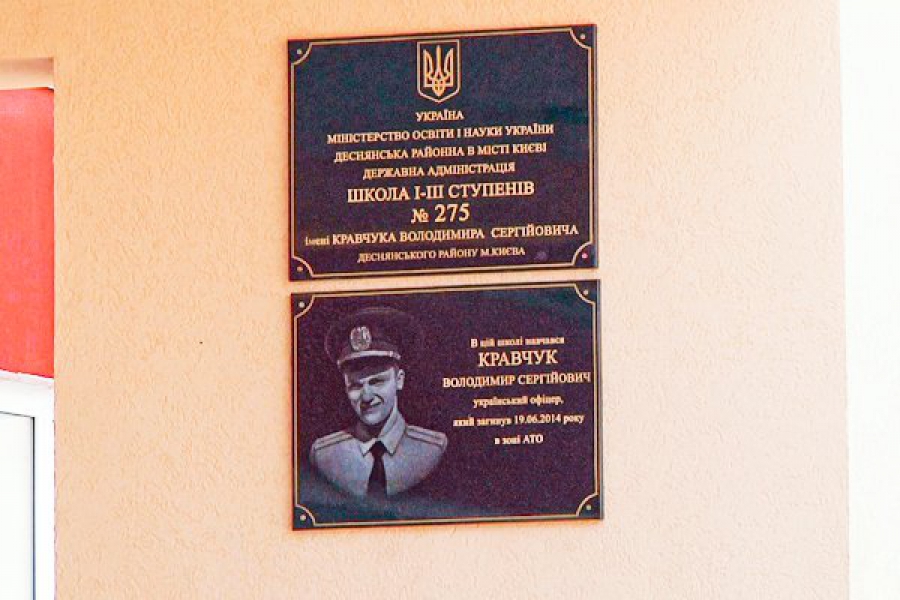 УКРАЇНА
МІНІСТЕРСТВО ОСВІТИ І НАУКИ УКРАЇНИ
ДЕСНЯНСЬКА РАЙОННА В МІСТІ КИЄВІ
ДЕРЖАВНА АДМІНІСТРАЦІЯ
ШКОЛА І-ІІІ СТУПЕНІВ
№ 275
імені КРАВЧУКА ВОЛОДИМИРА СЕРГІЙОВИЧА
ДЕСНЯНСЬКОГО РАЙОНУ М.КИЄВА
В цій школі навчався
КРАВЧУК
ВОЛОДИМИР СЕРГІЙОВИЧ
український офіцер,
який загинув 19.06.2014 року
в зоні АТО